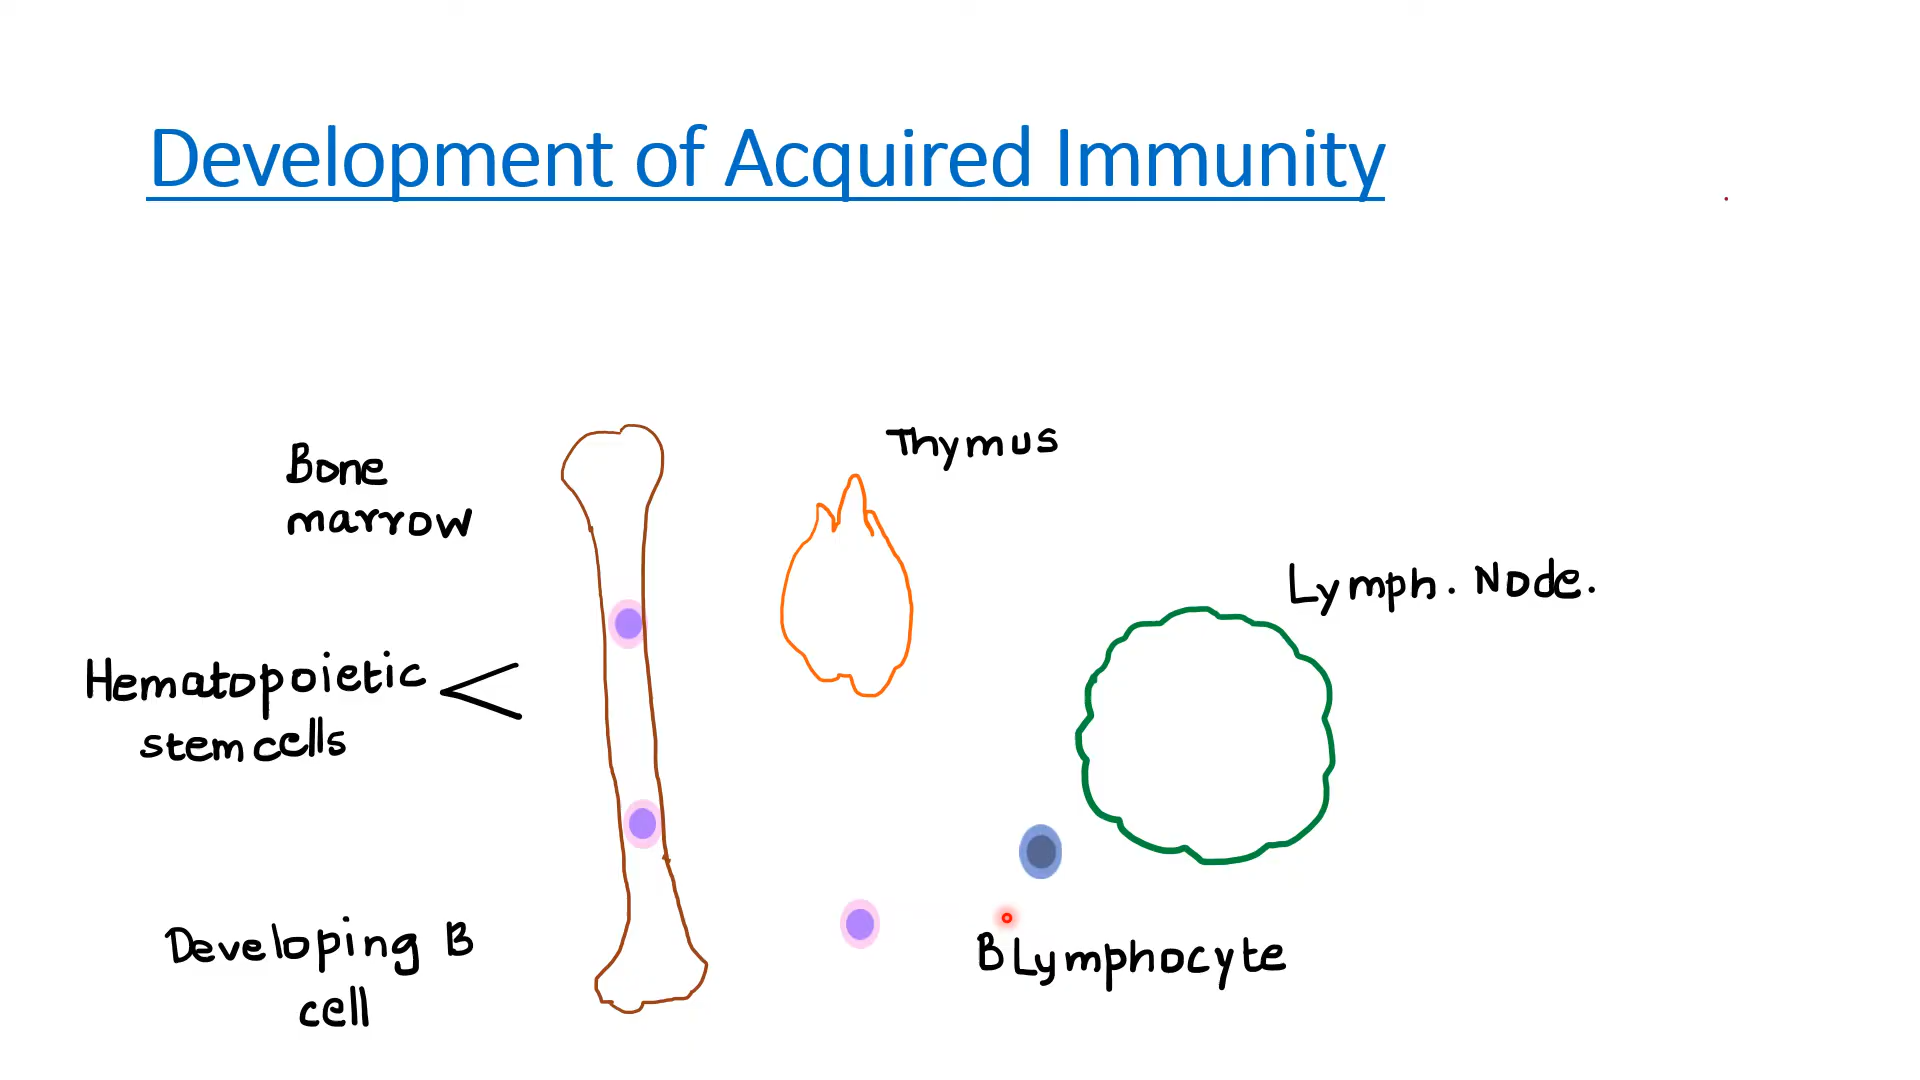 Development of Acquired Immunity
Bone
marrow
Thymus
Lymph. Node.
Hematopoietic
stem cells
Developing B
cell
B Lymphocyte